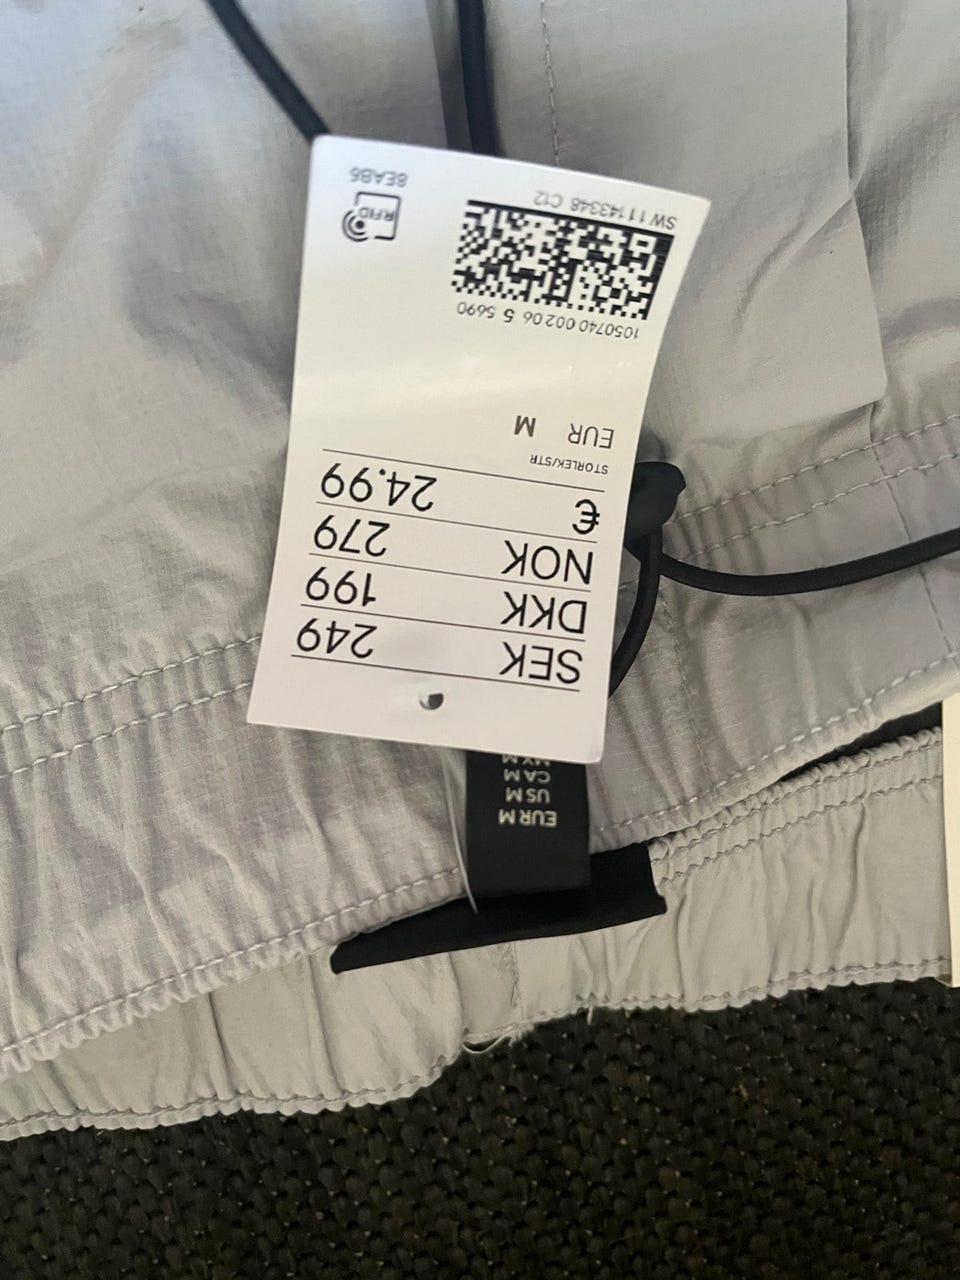 SEK 249
DKK 199
NOK 279
€ 24.99
STORLEK/STR
EUR M
1050740 002 06 5 5690
SW 11143348 C12
RFID
8EAB6
EUR M
US M
CA M
MX M